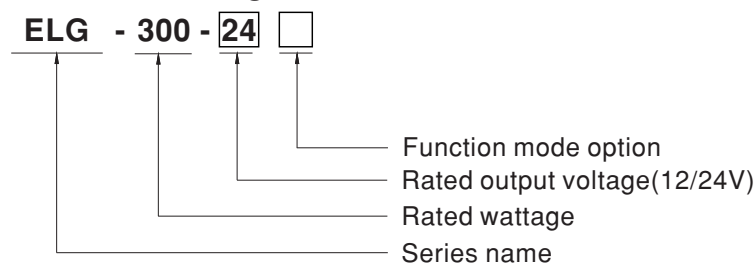 ELG - 300 - 24
Function mode option
Rated output voltage(12/24V)
Rated wattage
Series name